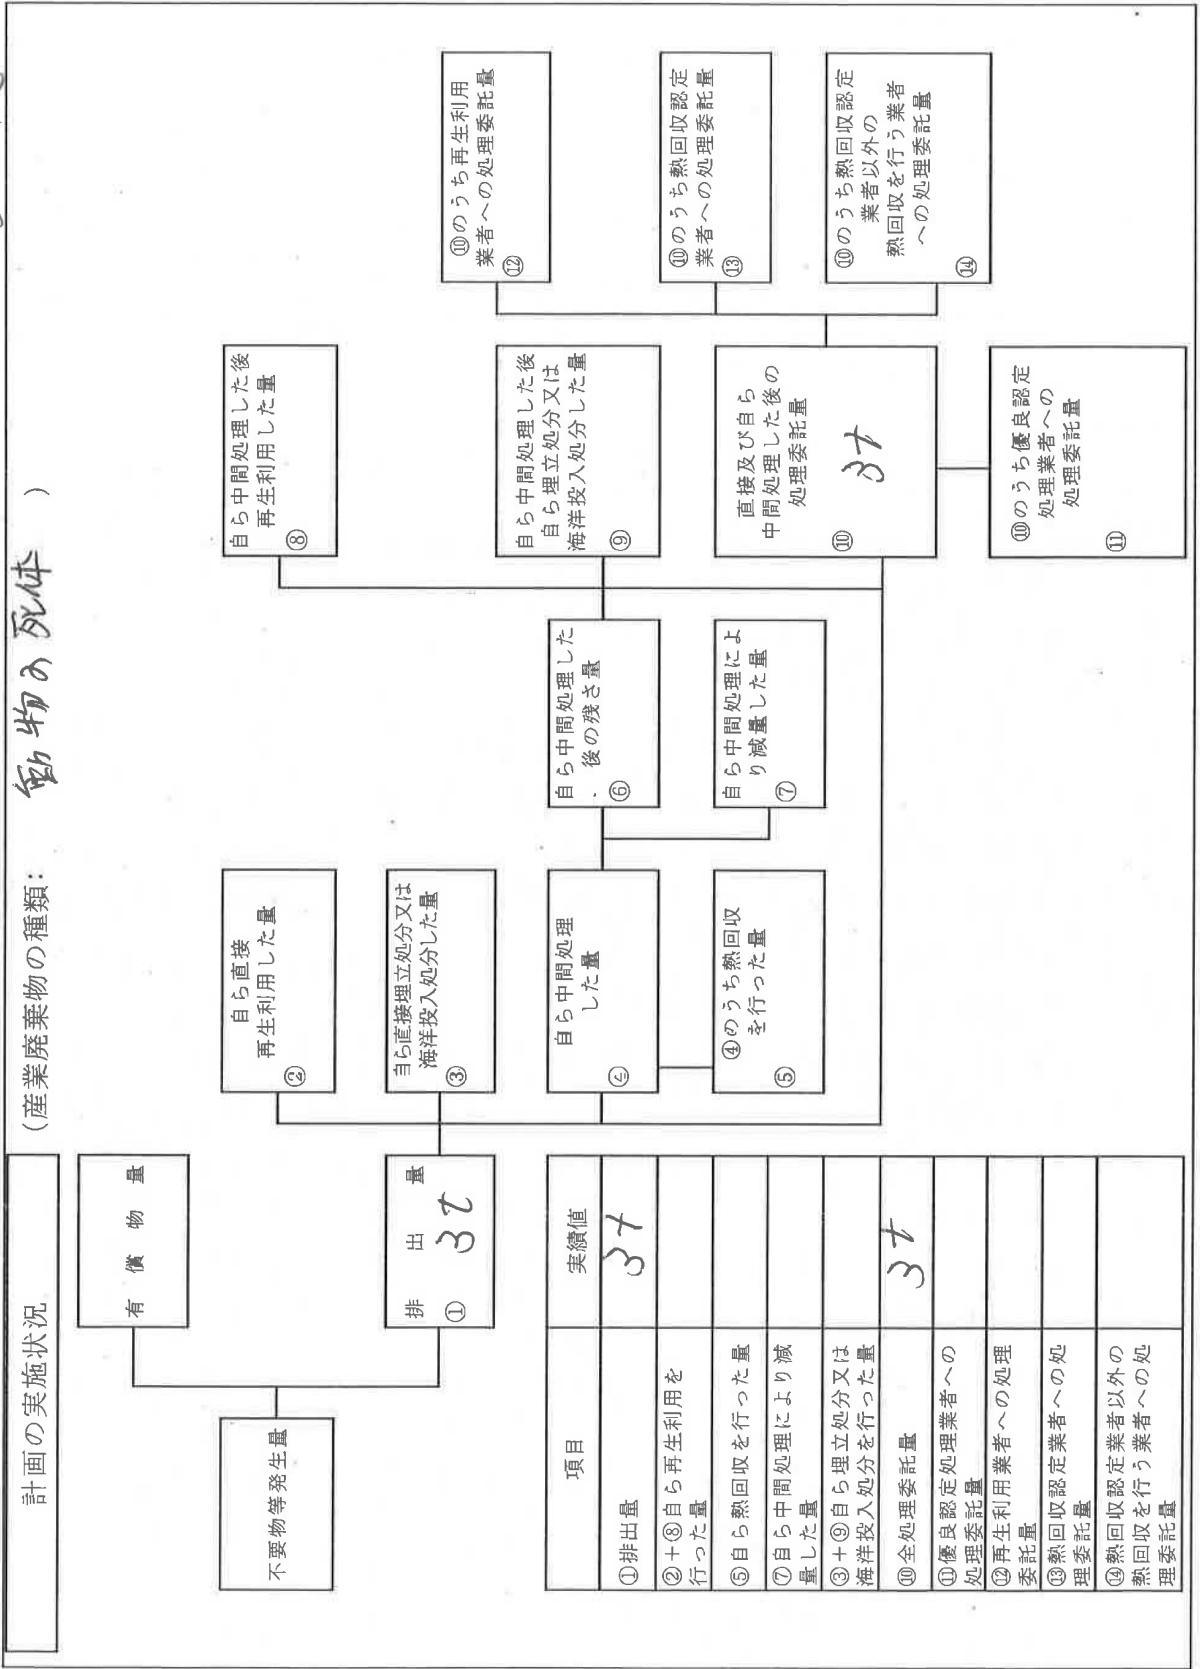 計画の実施状況
(産業廃棄物の種類: 動物の死体 )
不要物等発生量
有償物量
排出量
① 3t
自ら直接
再生利用した量
②
自ら直接埋立処分又は
海洋投入処分した量
③
自ら中間処理
した量
④
④のうち熱回収
を行った量
⑤
自ら中間処理した
後の残さ量
⑥
自ら中間処理によ
り減量した量
⑦
自ら中間処理した後
再生利用した量
⑧
自ら中間処理した後
自ら埋立処分又は
海洋投入処分した量
⑨
直接及び自ら
中間処理した後の
処理委託量
⑩ 3t
⑩のうち優良認定
処理業者への
処理委託量
⑪
⑩のうち再生利用
業者への処理委託量
⑫
⑩のうち熱回収認定
業者への処理委託量
⑬
⑩のうち熱回収認定
業者以外の
熱回収を行う業者
への処理委託量
⑭
項目 実績値
①排出量 3t
②+⑧自ら再生利用を
行った量
⑤自ら熱回収を行った量
⑦自ら中間処理により減
量した量
③+⑨自ら埋立処分又は
海洋投入処分を行った量
⑩全処理委託量 3t
⑪優良認定処理業者への
処理委託量
⑫再生利用業者への処理
委託量
⑬熱回収認定業者への処
理委託量
⑭熱回収認定業者以外の
熱回収を行う業者への処
理委託量